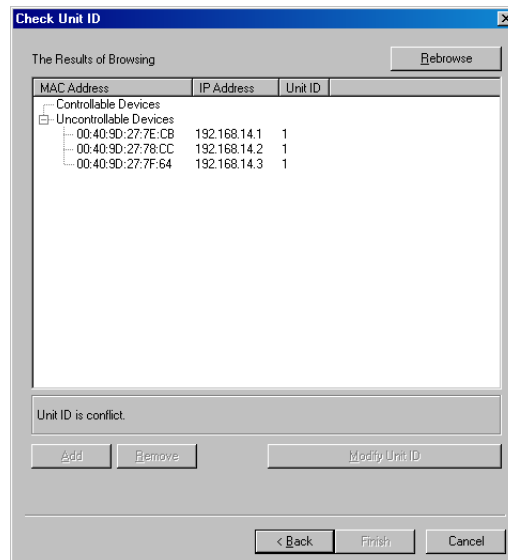 Check Unit ID
The Results of Browsing
Rebrowse
MAC Address IP Address Unit ID
Controllable Devices
Uncontrollable Devices
00:40:9D:27:7E:CB 192.168.14.1 1
00:40:9D:27:78:CC 192.168.14.2 1
00:40:9D:27:7F:64 192.168.14.3 1
Unit ID is conflict.
Add Remove Modify Unit ID
< Back Finish Cancel